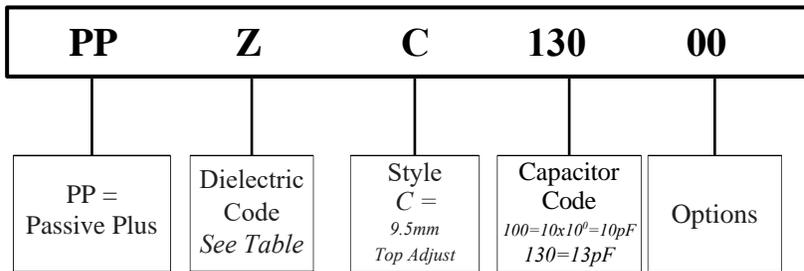 PP Z C 130 00
PP =
Passive Plus
Dielectric
Code
See Table
Style
C =
9.5mm
Top Adjust
Capacitor
Code
100=10x10⁰=10pF
130=13pF
Options